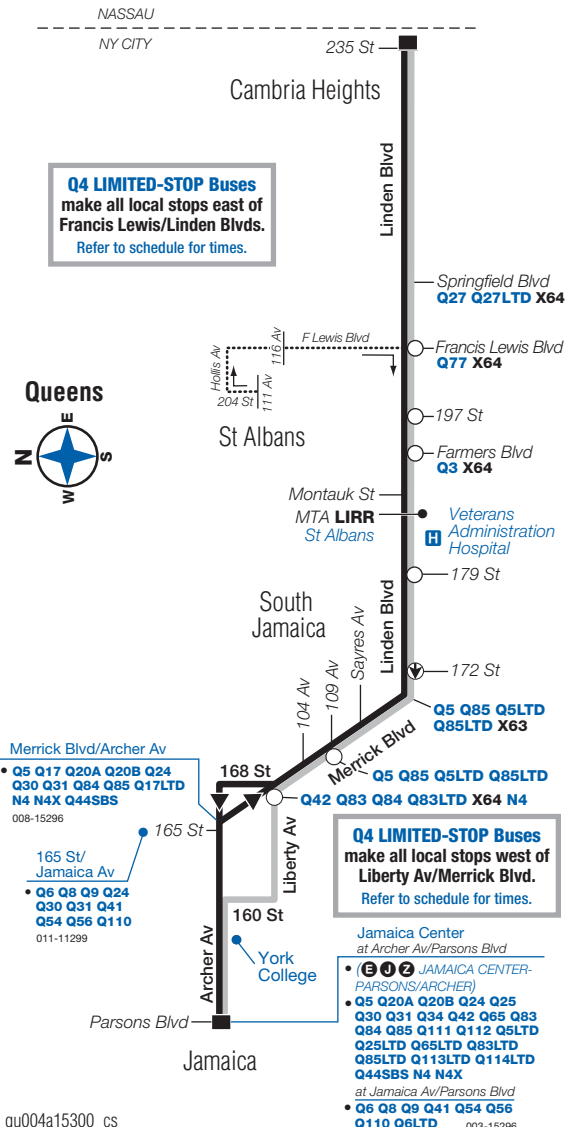 NASSAU
NY CITY
235 St
Cambria Heights
Linden Blvd
Q4 LIMITED-STOP Buses
make all local stops east of
Francis Lewis/Linden Blvds.
Refer to schedule for times.
Springfield Blvd
Q27 Q27LTD X64
F Lewis Blvd
116 Av
Hollis Av
204 St
111 Av
Francis Lewis Blvd
Q77 X64
Queens
N
E
S
W
St Albans
197 St
Farmers Blvd
Q3 X64
Montauk St
MTA LIRR
St Albans
H
Veterans
Administration
Hospital
179 St
South
Jamaica
Linden Blvd
172 St
Sayres Av
109 Av
104 Av
Q5 Q85 Q5LTD
Q85LTD X63
Merrick Blvd
Merrick Blvd/Archer Av
• Q5 Q17 Q20A Q20B Q24
Q30 Q31 Q84 Q85 Q17LTD
N4 N4X Q44SBS
008-15296
168 St
Q5 Q85 Q5LTD Q85LTD
Q42 Q83 Q84 Q83LTD X64 N4
165 St
165 St/
Jamaica Av
• Q6 Q8 Q9 Q24
Q30 Q31 Q41
Q54 Q56 Q110
011-11299
Liberty Av
Q4 LIMITED-STOP Buses
make all local stops west of
Liberty Av/Merrick Blvd.
Refer to schedule for times.
160 St
Archer Av
York
College
Parsons Blvd
Jamaica
Jamaica Center
at Archer Av/Parsons Blvd
• (E J Z JAMAICA CENTER-
PARSONS/ARCHER)
• Q5 Q20A Q20B Q24 Q25
Q30 Q31 Q34 Q42 Q65 Q83
Q84 Q85 Q111 Q112 Q5LTD
Q25LTD Q65LTD Q83LTD
Q85LTD Q113LTD Q114LTD
Q44SBS N4 N4X
at Jamaica Av/Parsons Blvd
• Q6 Q8 Q9 Q41 Q54 Q56
Q110 Q6LTD 003-15296
qu004a15300_cs